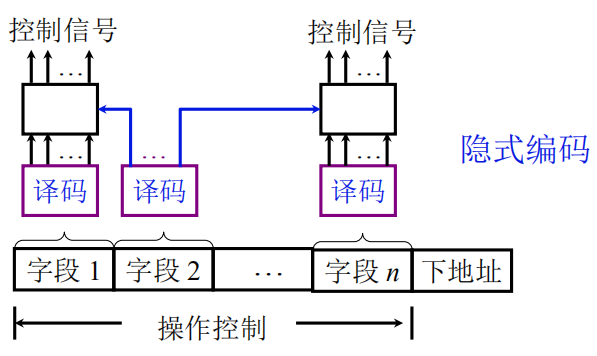 控制信号 控制信号
… …
… … …
隐式编码
译码 译码 译码
字段 1 字段 2 … 字段 n 下地址
操作控制